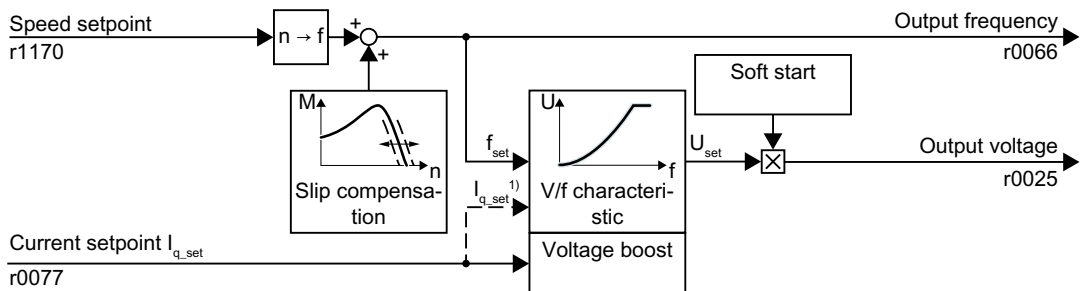 Speed setpoint
r1170
n → f
+
+
Output frequency
r0066
Soft start
M
n
Slip compensa-
tion
f_set
I_q_set 1)
U
f
V/f characteri-
stic
U_set
×
Output voltage
r0025
Current setpoint I_q_set
r0077
Voltage boost